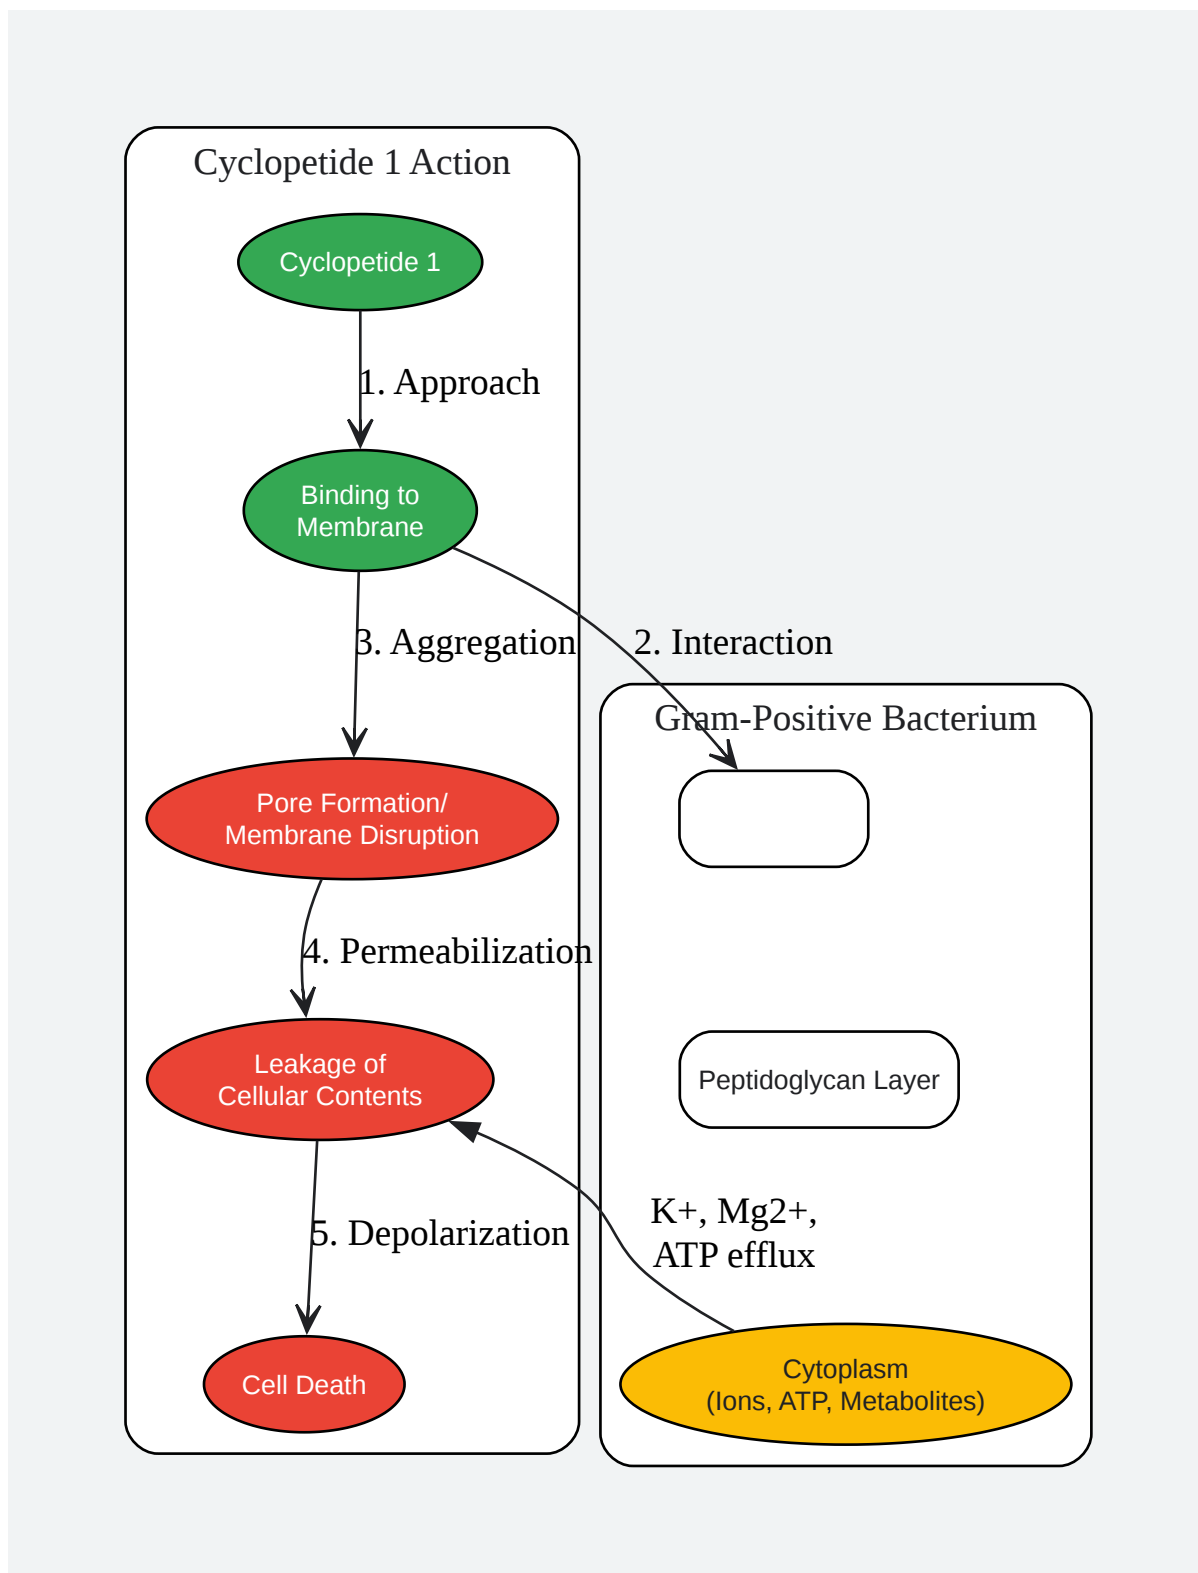 Cyclopetide 1 Action
Cyclopetide 1
1. Approach
Binding to
Membrane
3. Aggregation
2. Interaction
Gram-Positive Bacterium
Pore Formation/
Membrane Disruption
4. Permeabilization
Leakage of
Cellular Contents
Peptidoglycan Layer
K+, Mg2+,
ATP efflux
5. Depolarization
Cell Death
Cytoplasm
(Ions, ATP, Metabolites)